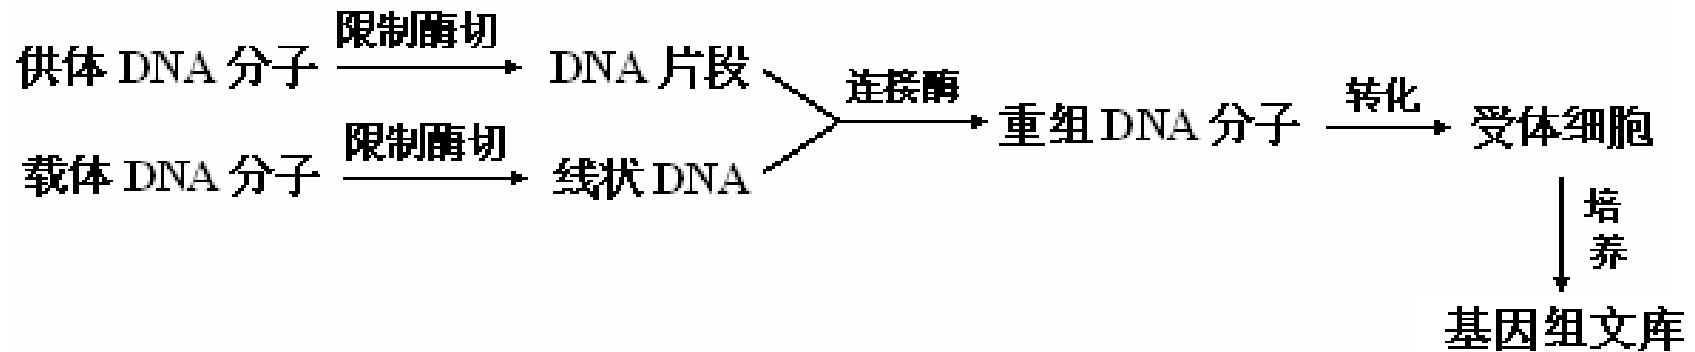 供体 DNA 分子 限制酶切 DNA 片段
连接酶 重组 DNA 分子 转化 受体细胞
载体 DNA 分子 限制酶切 线状 DNA
培
养
基因组文库